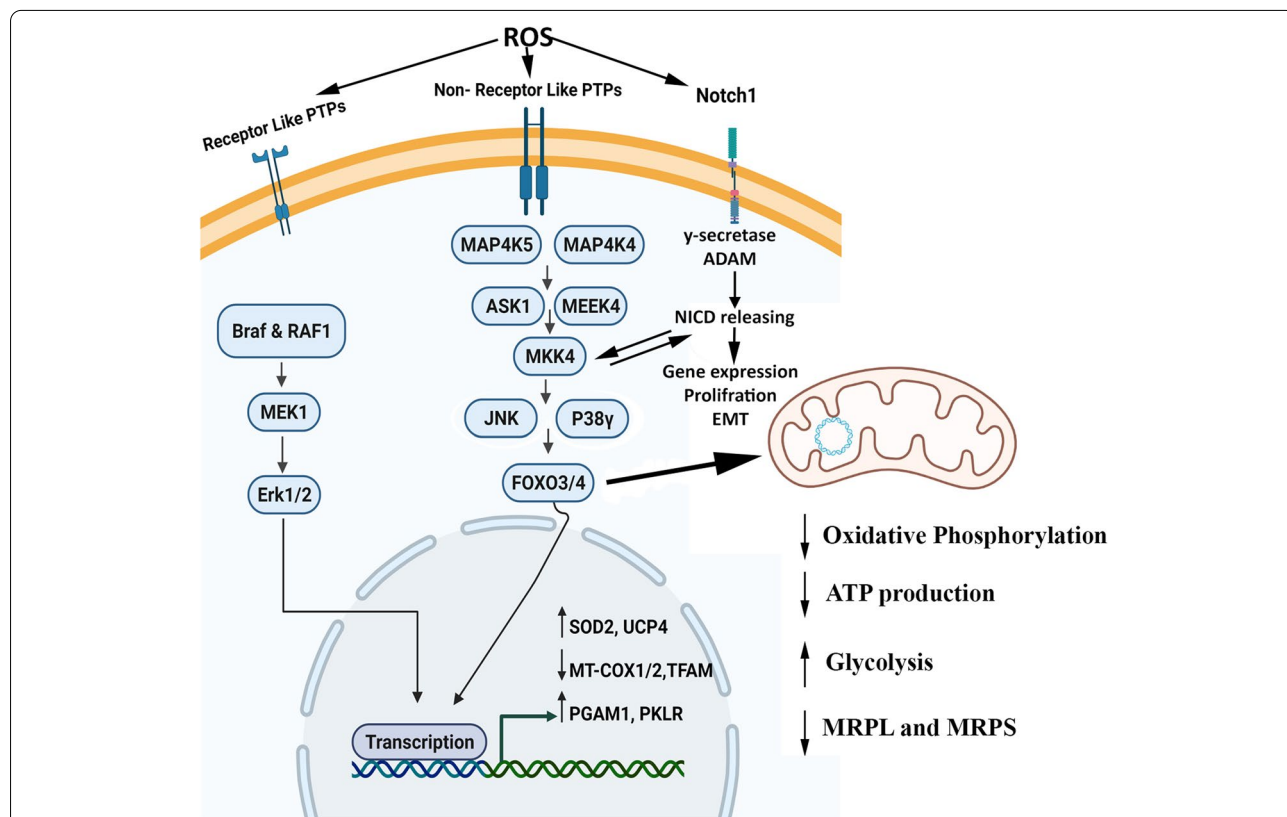 ROS
Receptor Like PTPs
Non- Receptor Like PTPs
Notch1
MAP4K5
MAP4K4
γ-secretase
ADAM
ASK1
MEEK4
NICD releasing
Braf & RAF1
MKK4
Gene expression
Prolifration
EMT
MEK1
JNK
P38γ
Erk1/2
FOXO3/4
Oxidative Phosphorylation
ATP production
Glycolysis
MRPL and MRPS
SOD2, UCP4
MT-COX1/2,TFAM
PGAM1, PKLR
Transcription